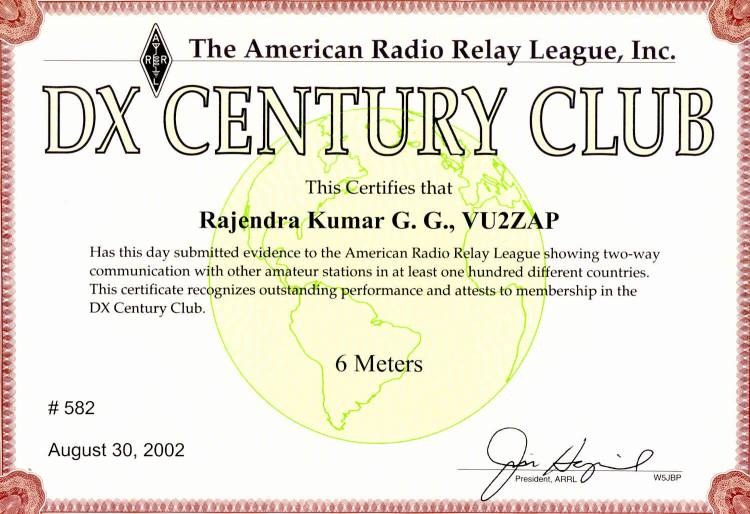 The American Radio Relay League, Inc.
DX CENTURY CLUB
This Certifies that
Rajendra Kumar G. G., VU2ZAP
Has this day submitted evidence to the American Radio Relay League showing two-way
communication with other amateur stations in at least one hundred different countries.
This certificate recognizes outstanding performance and attests to membership in the
DX Century Club.
6 Meters
# 582
August 30, 2002
President, ARRL
W5JBP